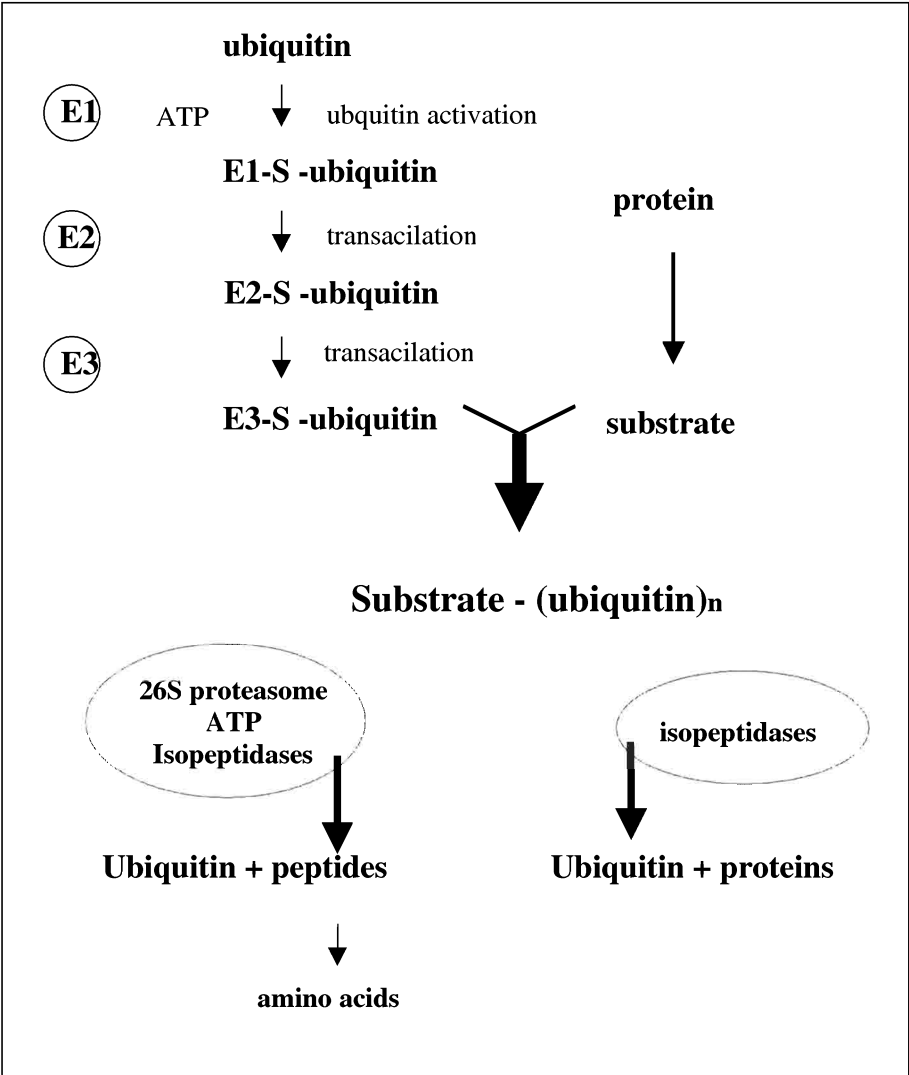 ubiquitin
E1 ATP ubquitin activation
E1-S -ubiquitin
protein
E2 transacilation
E2-S -ubiquitin
E3 transacilation
E3-S -ubiquitin substrate
Substrate - (ubiquitin)n
26S proteasome
ATP
Isopeptidases
isopeptidases
Ubiquitin + peptides
Ubiquitin + proteins
amino acids